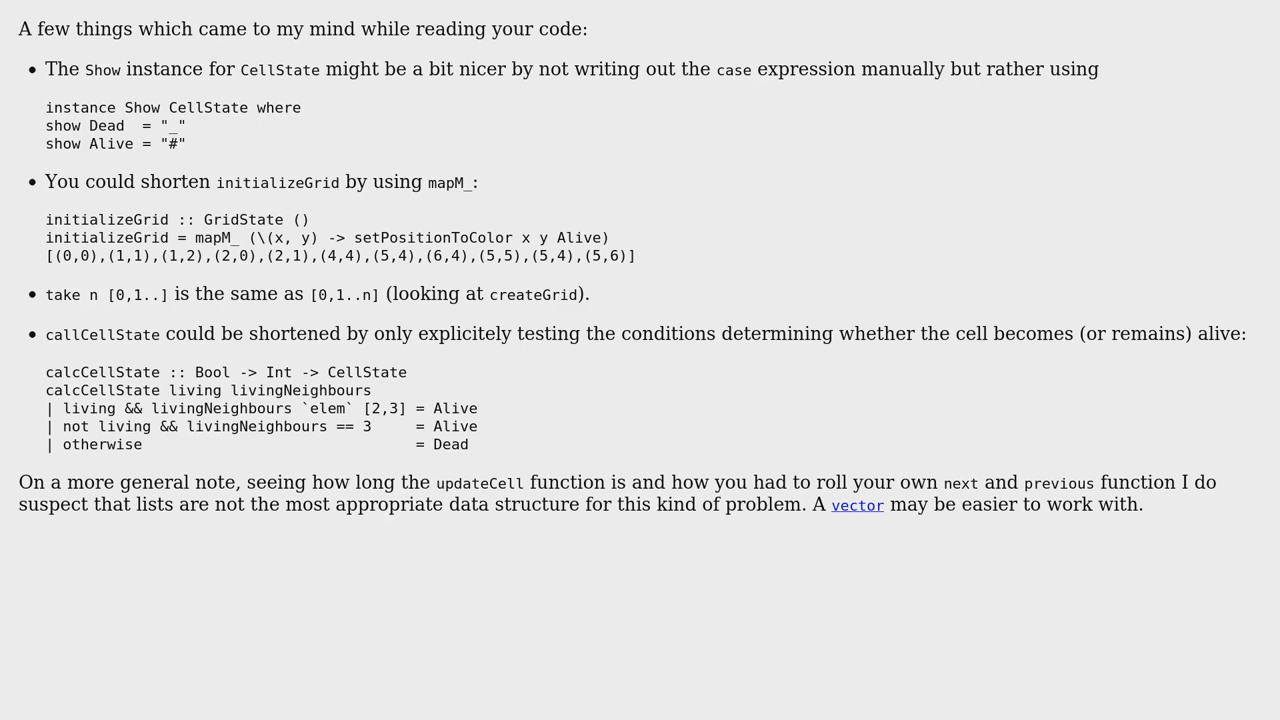 A few things which came to my mind while reading your code:
• The Show instance for CellState might be a bit nicer by not writing out the case expression manually but rather using
instance Show CellState where
show Dead  = "_"
show Alive = "#"
• You could shorten initializeGrid by using mapM_:
initializeGrid :: GridState ()
initializeGrid = mapM_ (\(x, y) -> setPositionToColor x y Alive)
[(0,0),(1,1),(1,2),(2,0),(2,1),(4,4),(5,4),(6,4),(5,5),(5,4),(5,6)]
• take n [0,1..] is the same as [0,1..n] (looking at createGrid).
• callCellState could be shortened by only explicitely testing the conditions determining whether the cell becomes (or remains) alive:
calcCellState :: Bool -> Int -> CellState
calcCellState living livingNeighbours
| living && livingNeighbours `elem` [2,3] = Alive
| not living && livingNeighbours == 3     = Alive
| otherwise                               = Dead
On a more general note, seeing how long the updateCell function is and how you had to roll your own next and previous function I do
suspect that lists are not the most appropriate data structure for this kind of problem. A vector may be easier to work with.